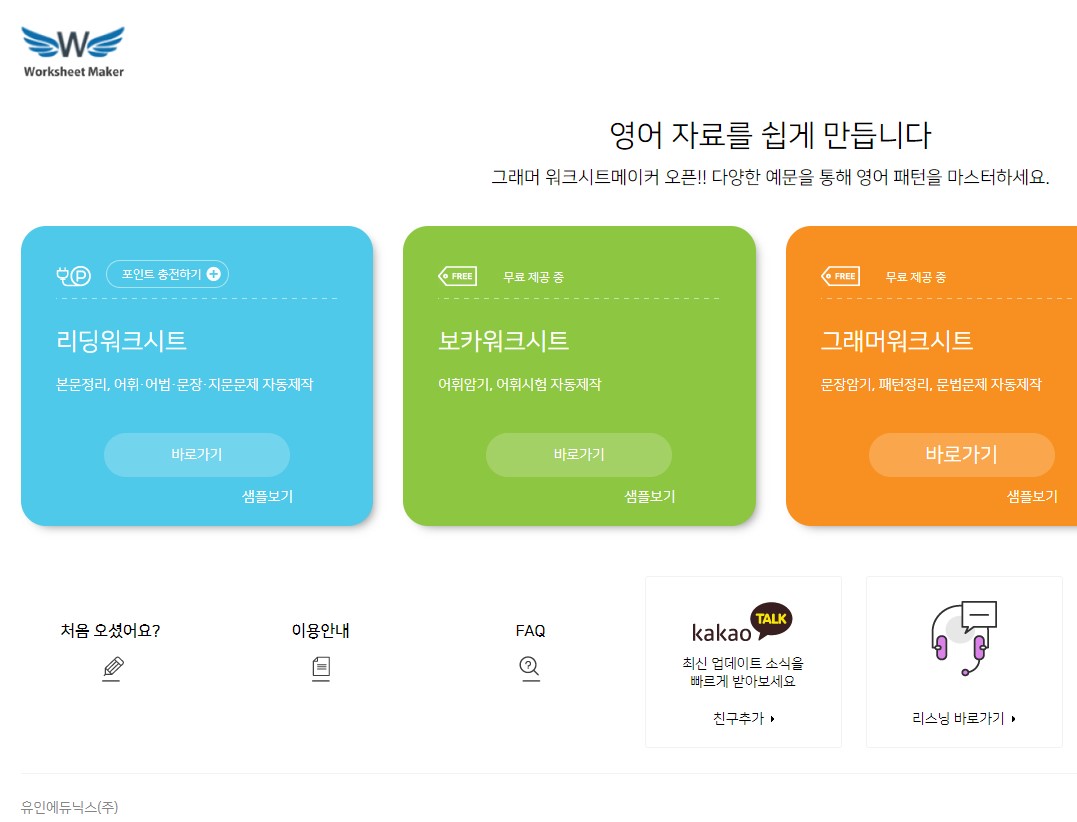 W
Worksheet Maker
영어 자료를 쉽게 만듭니다
그래머 워크시트메이커 오픈!! 다양한 예문을 통해 영어 패턴을 마스터하세요.
P 포인트 충전하기
리딩워크시트
본문정리, 어휘·어법·문장·지문문제 자동제작
바로가기
샘플보기
FREE 무료 제공 중
보카워크시트
어휘암기, 어휘시험 자동제작
바로가기
샘플보기
FREE 무료 제공 중
그래머워크시트
문장암기, 패턴정리, 문법문제 자동제작
바로가기
샘플보기
처음 오셨어요?
이용안내
FAQ
kakao TALK
최신 업데이트 소식을
빠르게 받아보세요
친구추가
리스닝 바로가기
유인에듀닉스(주)